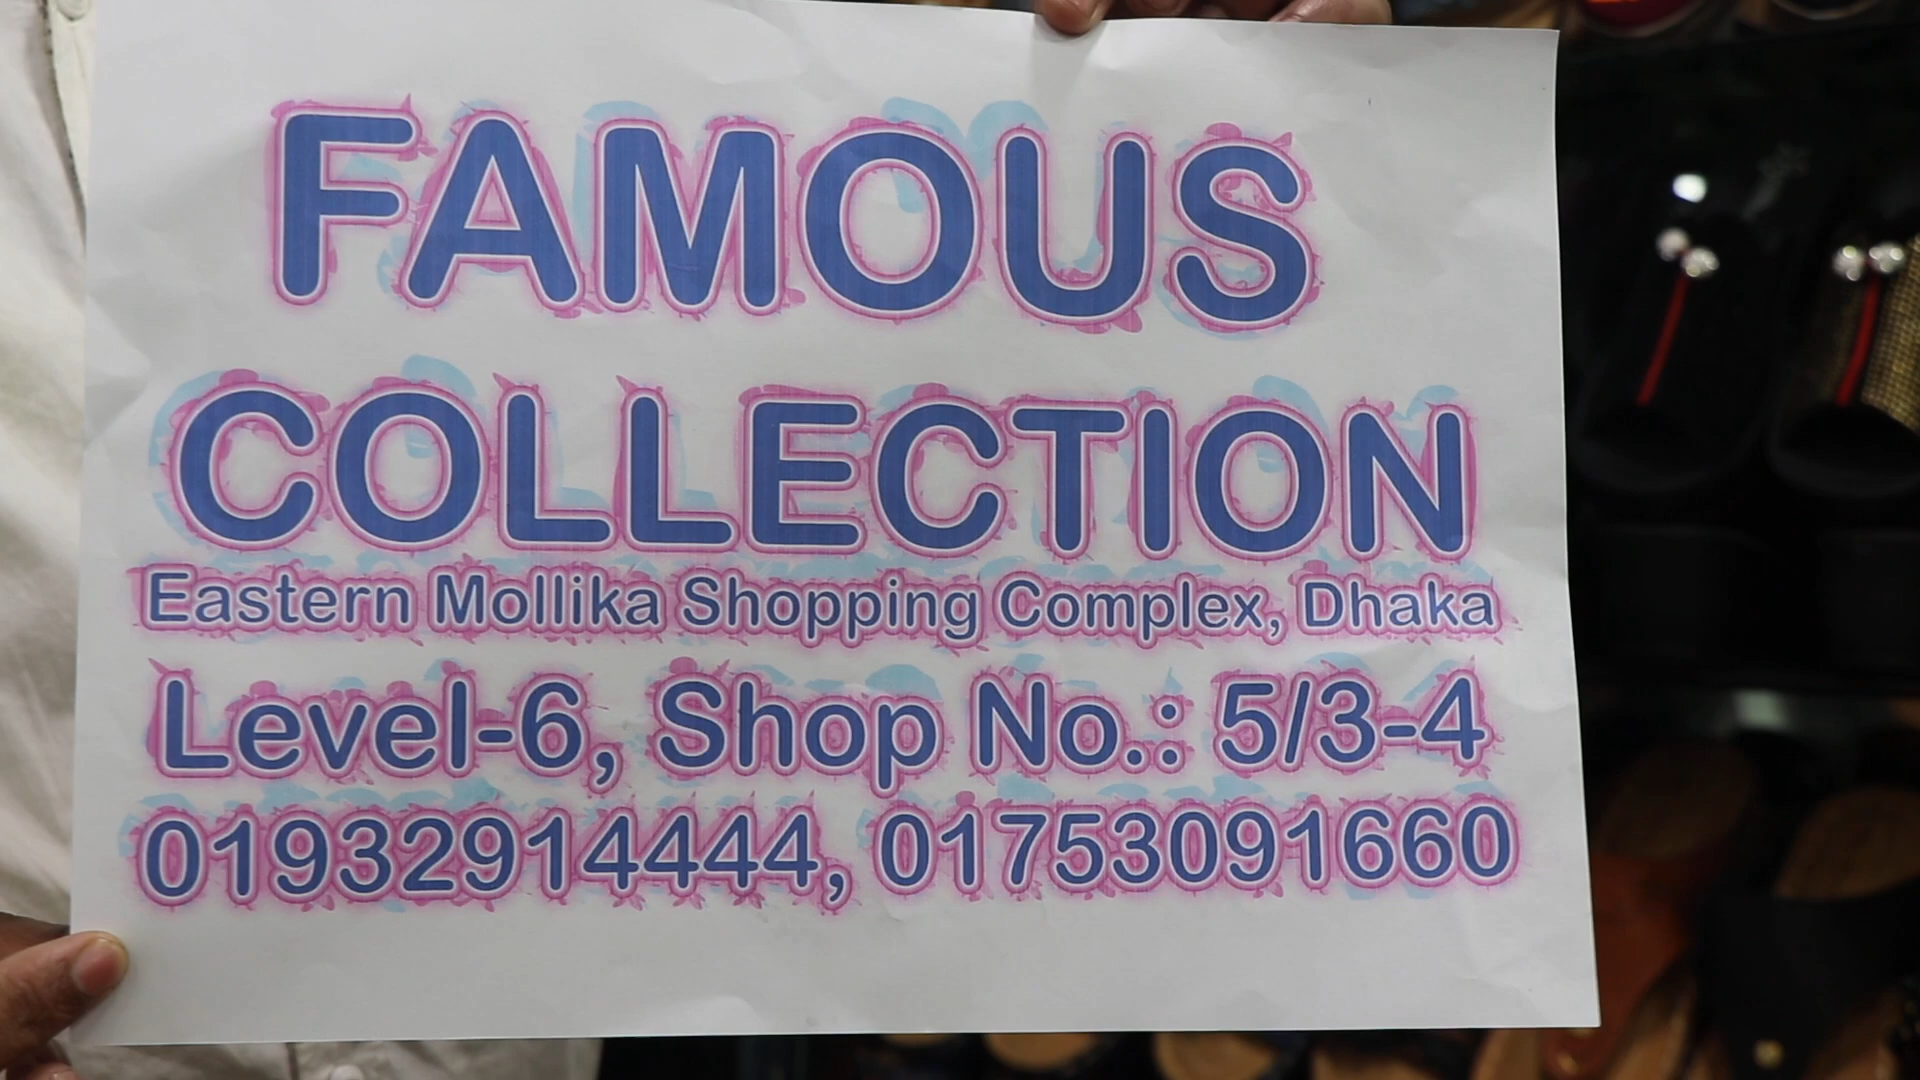 FAMOUS
COLLECTION
Eastern Mollika Shopping Complex, Dhaka
Level-6, Shop No.: 5/3-4
01932914444, 01753091660